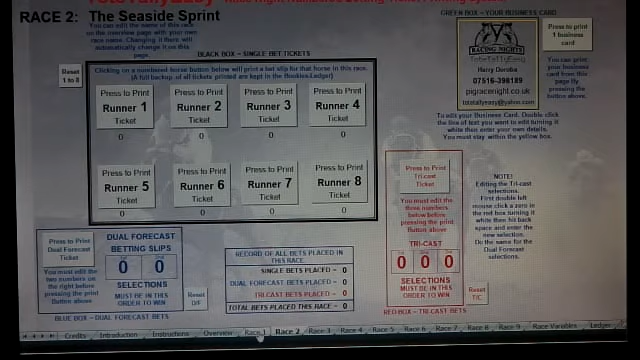 RACE 2: The Seaside Sprint
You can edit the name of this race
on the overview page with your own
race name. Changing it there will
automatically change it on this
page.
BLACK BOX - SINGLE BET TICKETS
Reset
1 to 8
Clicking on a numbered horse button below will print a bet slip for that horse in this race.
(A full backup of all tickets printed are kept in the Bookies Ledger)
Press to Print
Runner 1
Ticket
0
Press to Print
Runner 2
Ticket
0
Press to Print
Runner 3
Ticket
0
Press to Print
Runner 4
Ticket
0
Press to Print
Runner 5
Ticket
0
Press to Print
Runner 6
Ticket
0
Press to Print
Runner 7
Ticket
0
Press to Print
Runner 8
Ticket
0
GREEN BOX - YOUR BUSINESS CARD
RACING NIGHTS
ToteTallyEasy
Harry Doroba
07516-398189
pigracenight.co.uk
totetallyeasy@yahoo.com
Press to print
1 business
card
You can print
your business
card from this
page By
pressing the
button above.
To edit your Business Card. Double click
the line of text you want to edit turning it
white then enter your own details.
You must stay within the yellow box.
Press to Print
Dual Forecast
Ticket
You must edit the
two numbers on
the right before
pressing the print
Button above
DUAL FORECAST
BETTING SLIPS
0 0
SELECTIONS
MUST BE IN THIS
ORDER TO WIN
Reset
D/F
BLUE BOX - DUAL FORECAST BETS
RECORD OF ALL BETS PLACED IN
THIS RACE.
SINGLE BETS PLACED = 0
DUAL FORECAST BETS PLACED = 0
TRI-CAST BETS PLACED = 0
TOTAL BETS PLACED THIS RACE = 0
Press to Print
Tri-cast
Ticket
You must edit the
three numbers
below before
pressing the print
Button above
TRI-CAST
0 0 0
SELECTIONS
MUST BE IN THIS
ORDER TO WIN
Reset
T/C
RED BOX - TRI-CAST BETS
NOTE!
Editing the Tri-cast
selections.
First double left
mouse click a zero in
the red box turning it
white then hit back
space and enter the
new selection.
Do the same for the
Dual Forecast
selections.
Credits Introduction Instructions Overview Race 1 Race 2 Race 3 Race 4 Race 5 Race 6 Race 7 Race 8 Race 9 Race Variables Ledger